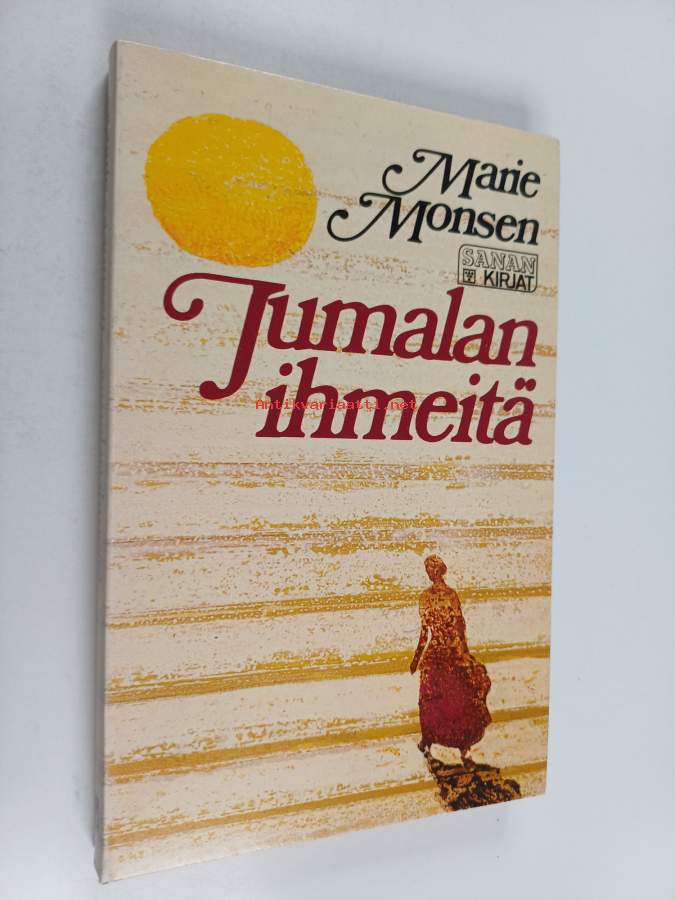 Marie
Monsen
SANAN
KIRJAT
Jumalan
ihmeitä
Antikvariaatti.net